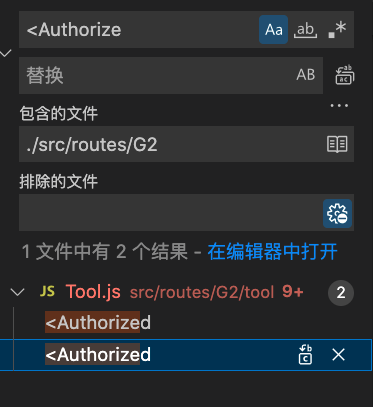 <Authorize
Aa
ab
.*
替换
AB
ab
ac
...
包含的文件
./src/routes/G2
排除的文件
1 文件中有 2 个结果 - 在编辑器中打开
JS Tool.js src/routes/G2/tool 9+ 2
<Authorized
<Authorized